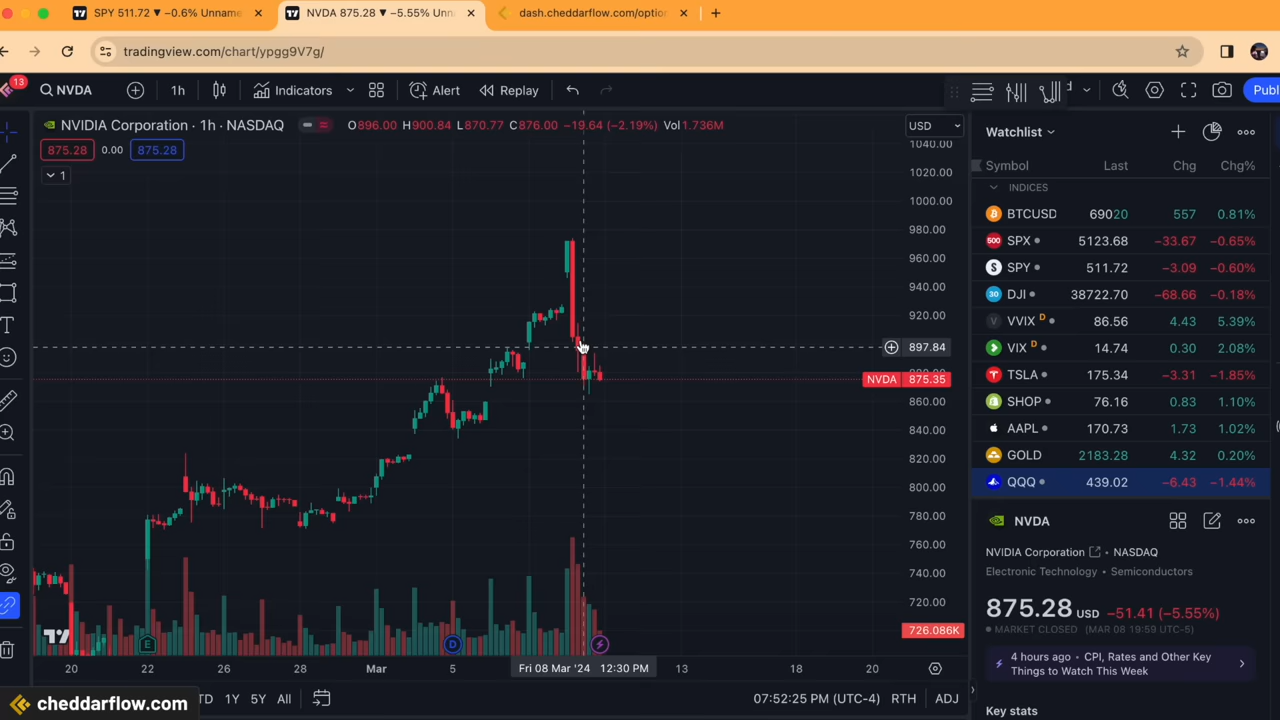 SPY 511.72 ▼ −0.6% Unname
NVDA 875.28 ▼ −5.55% Unn
dash.cheddarflow.com/option
tradingview.com/chart/ypgg9V7g/
13
NVDA
1h
Indicators
Alert
Replay
Publ
NVIDIA Corporation · 1h · NASDAQ
O896.00 H900.84 L870.77 C876.00 −19.64 (−2.19%) Vol1.736M
875.28 0.00 875.28
1
USD
1040.00
1020.00
1000.00
980.00
960.00
940.00
920.00
897.84
NVDA 875.35
860.00
840.00
820.00
800.00
780.00
760.00
740.00
720.00
726.086K
E
D
20
22
26
28
Mar
5
Fri 08 Mar '24 12:30 PM
13
18
20
TD 1Y 5Y All
07:52:25 PM (UTC-4) RTH ADJ
cheddarflow.com
Watchlist
Symbol Last Chg Chg%
INDICES
BTCUSD 69020 557 0.81%
500 SPX 5123.68 −33.67 −0.65%
S SPY 511.72 −3.09 −0.60%
30 DJI 38722.70 −68.66 −0.18%
V VVIX D 86.56 4.43 5.39%
VIX D 14.74 0.30 2.08%
TSLA 175.34 −3.31 −1.85%
SHOP 76.16 0.83 1.10%
AAPL 170.73 1.73 1.02%
GOLD 2183.28 4.32 0.20%
QQQ 439.02 −6.43 −1.44%
NVDA
NVIDIA Corporation • NASDAQ
Electronic Technology • Semiconductors
875.28 USD −51.41 (−5.55%)
MARKET CLOSED (MAR 08 19:59 UTC-5)
4 hours ago • CPI, Rates and Other Key
Things to Watch This Week
Key stats